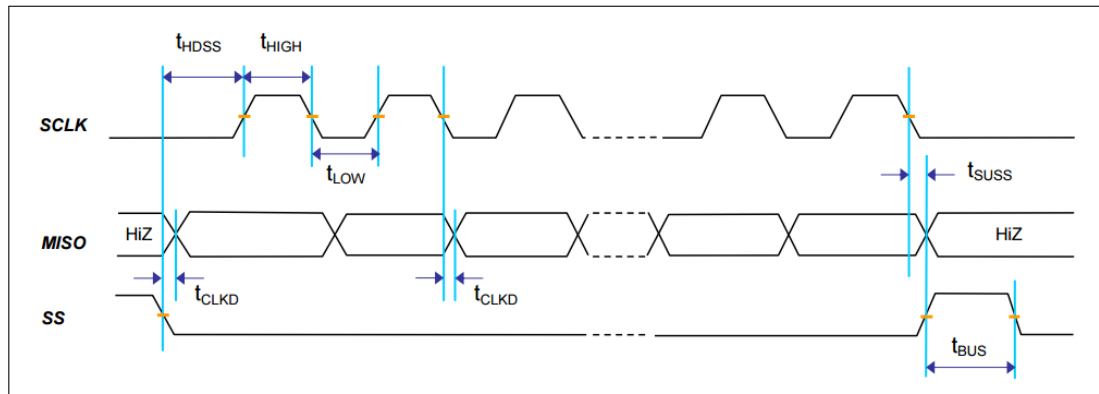 tHDSS tHIGH
SCLK
tLOW
tSUSS
HiZ HiZ
MISO
tCLKD tCLKD
SS
tBUS